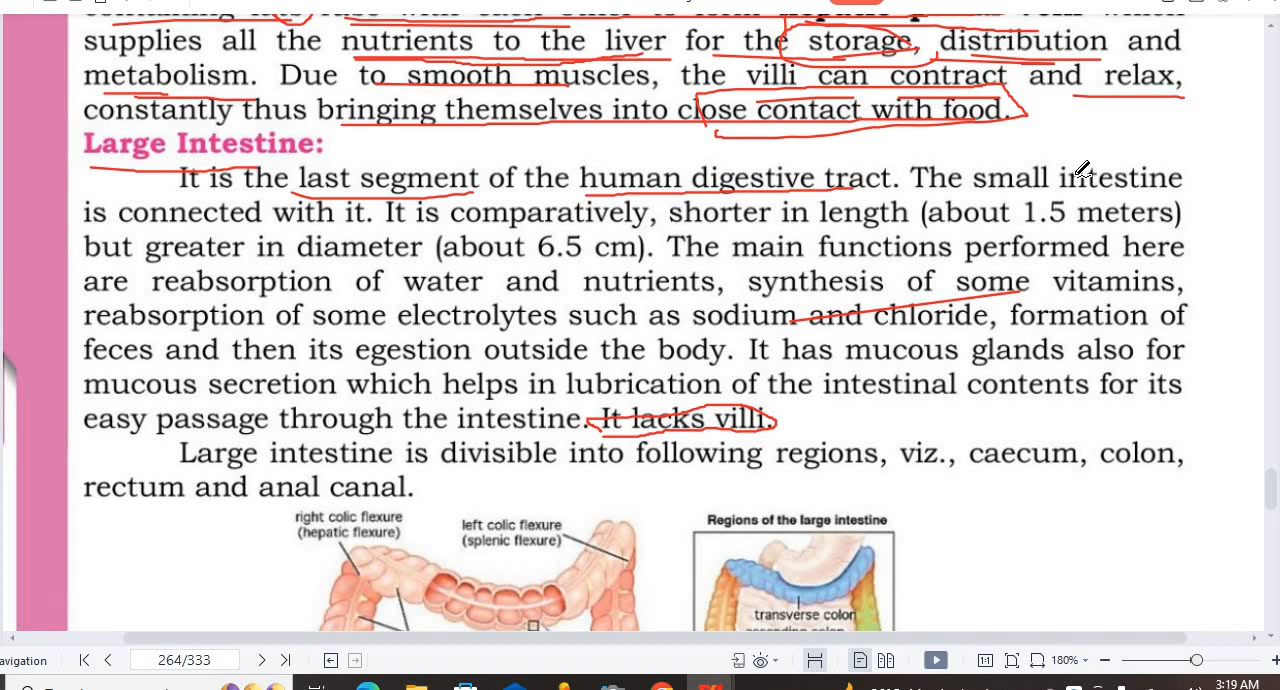 supplies all the nutrients to the liver for the storage, distribution and
metabolism. Due to smooth muscles, the villi can contract and relax,
constantly thus bringing themselves into close contact with food.
Large Intestine:
It is the last segment of the human digestive tract. The small intestine
is connected with it. It is comparatively, shorter in length (about 1.5 meters)
but greater in diameter (about 6.5 cm). The main functions performed here
are reabsorption of water and nutrients, synthesis of some vitamins,
reabsorption of some electrolytes such as sodium and chloride, formation of
feces and then its egestion outside the body. It has mucous glands also for
mucous secretion which helps in lubrication of the intestinal contents for its
easy passage through the intestine. It lacks villi.
Large intestine is divisible into following regions, viz., caecum, colon,
rectum and anal canal.
right colic flexure
(hepatic flexure)
left colic flexure
(splenic flexure)
Regions of the large intestine
transverse colon
avigation
264/333
1:1
180%
3:19 AM